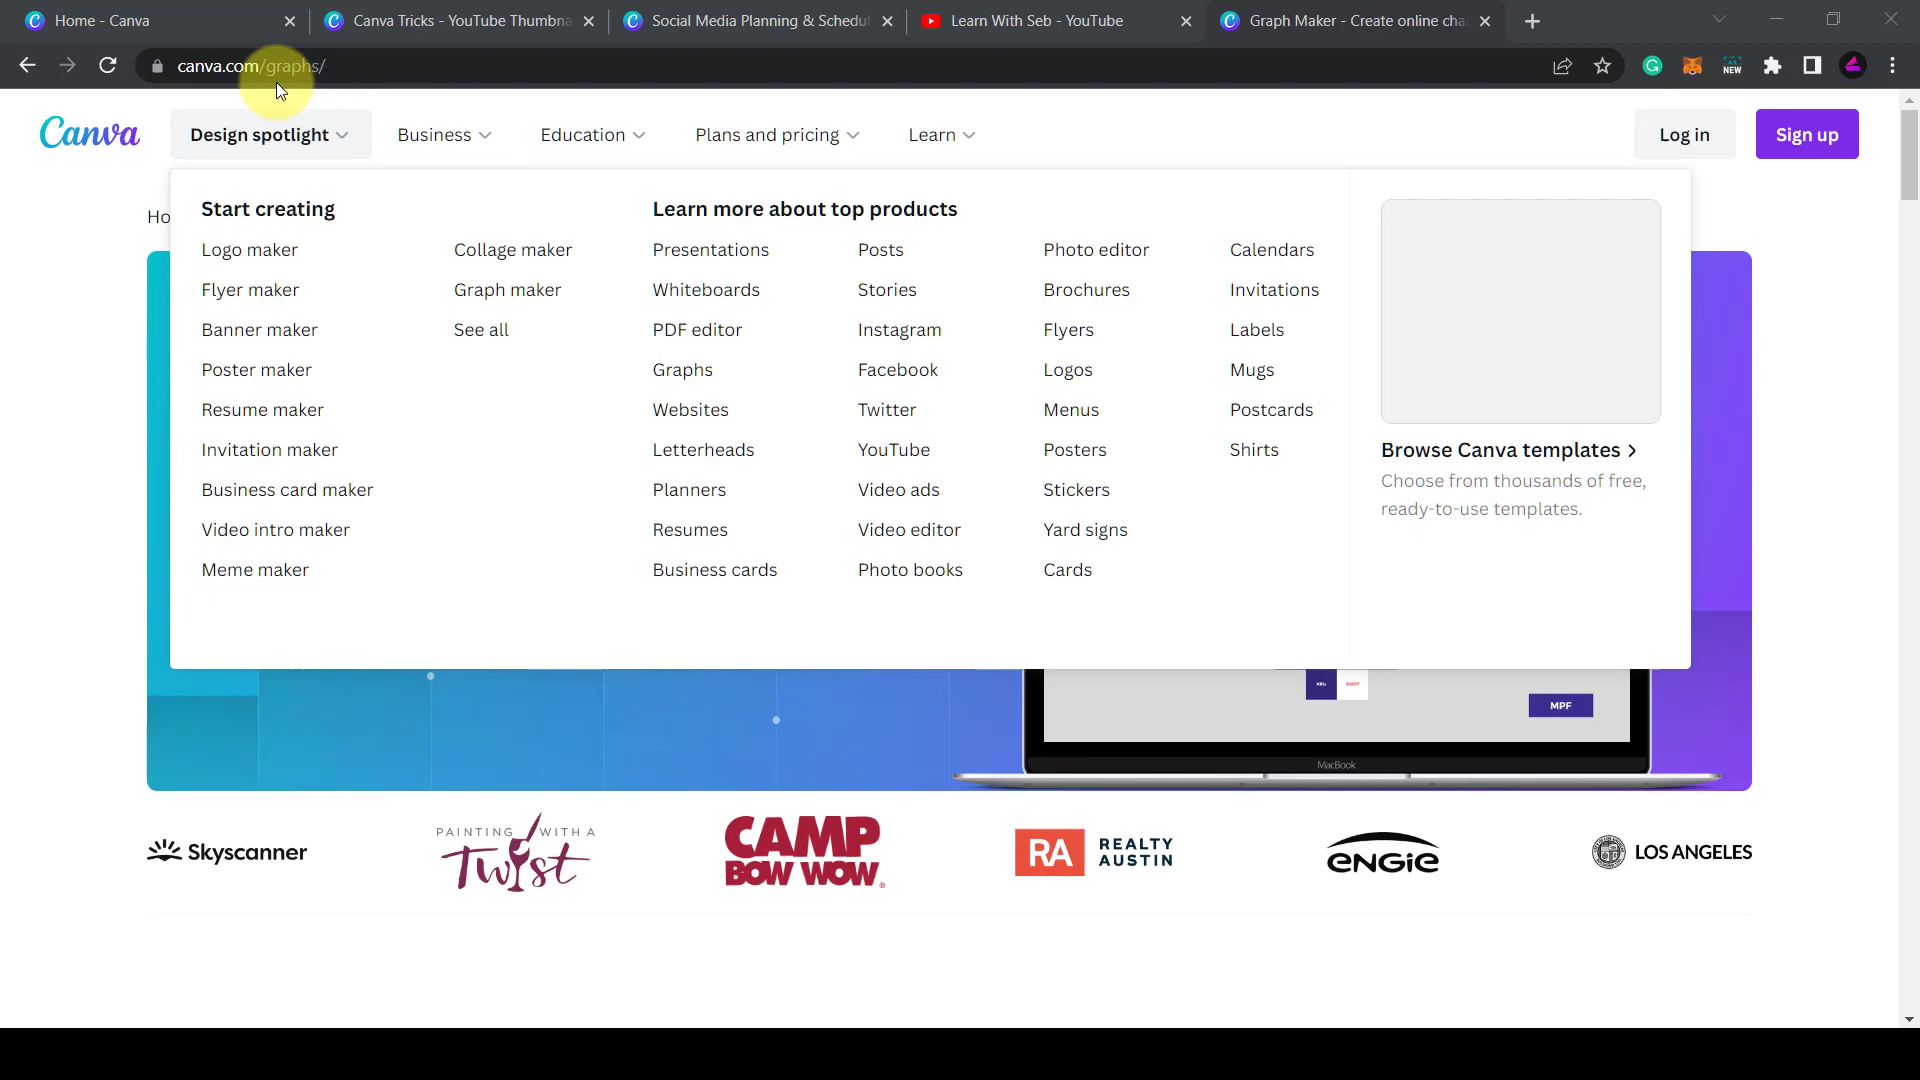 Home - Canva
Canva Tricks - YouTube Thumbna
Social Media Planning & Schedul
Learn With Seb - YouTube
Graph Maker - Create online cha
canva.com/graphs/
NEW
Canva
Design spotlight
Business
Education
Plans and pricing
Learn
Log in
Sign up
Ho
Start creating
Logo maker
Flyer maker
Banner maker
Poster maker
Resume maker
Invitation maker
Business card maker
Video intro maker
Meme maker
Collage maker
Graph maker
See all
Learn more about top products
Presentations
Whiteboards
PDF editor
Graphs
Websites
Letterheads
Planners
Resumes
Business cards
Posts
Stories
Instagram
Facebook
Twitter
YouTube
Video ads
Video editor
Photo books
Photo editor
Brochures
Flyers
Logos
Menus
Posters
Stickers
Yard signs
Cards
Calendars
Invitations
Labels
Mugs
Postcards
Shirts
Browse Canva templates
Choose from thousands of free,
ready-to-use templates.
KPIs
SWOT
MPF
MacBook
Skyscanner
PAINTING WITH A
Twist
CAMP
BOW WOW
RA
REALTY
AUSTIN
ENGIE
LOS ANGELES